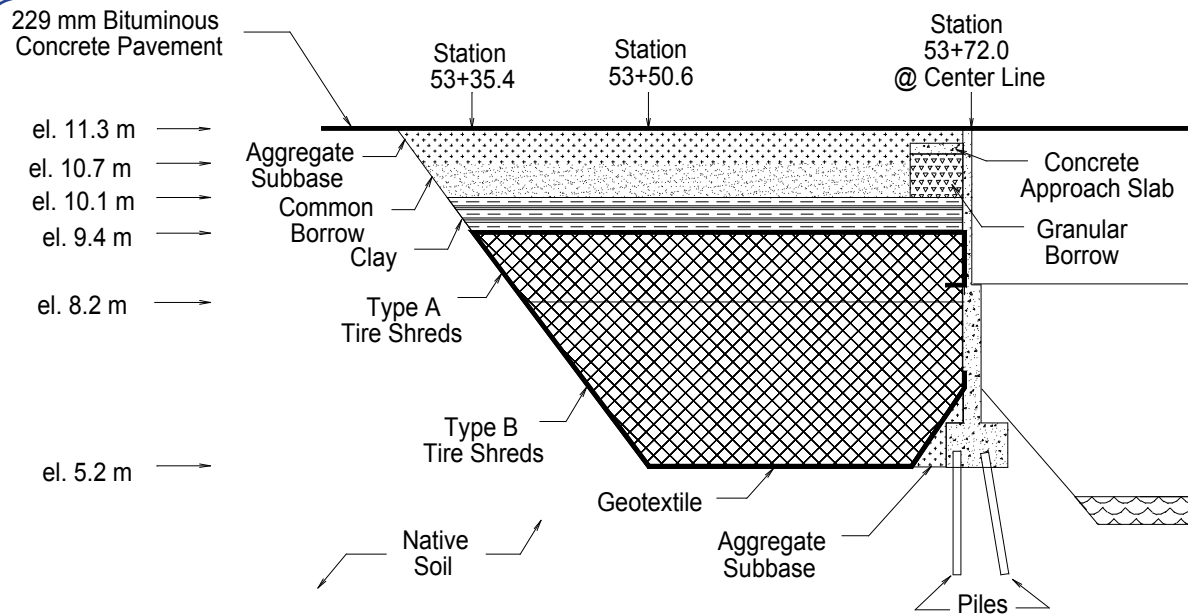 229 mm Bituminous
Concrete Pavement
Station
53+35.4
Station
53+50.6
Station
53+72.0
@ Center Line
el. 11.3 m
el. 10.7 m
el. 10.1 m
el. 9.4 m
el. 8.2 m
el. 5.2 m
Aggregate
Subbase
Common
Borrow
Clay
Type A
Tire Shreds
Type B
Tire Shreds
Concrete
Approach Slab
Granular
Borrow
Geotextile
Native
Soil
Aggregate
Subbase
Piles